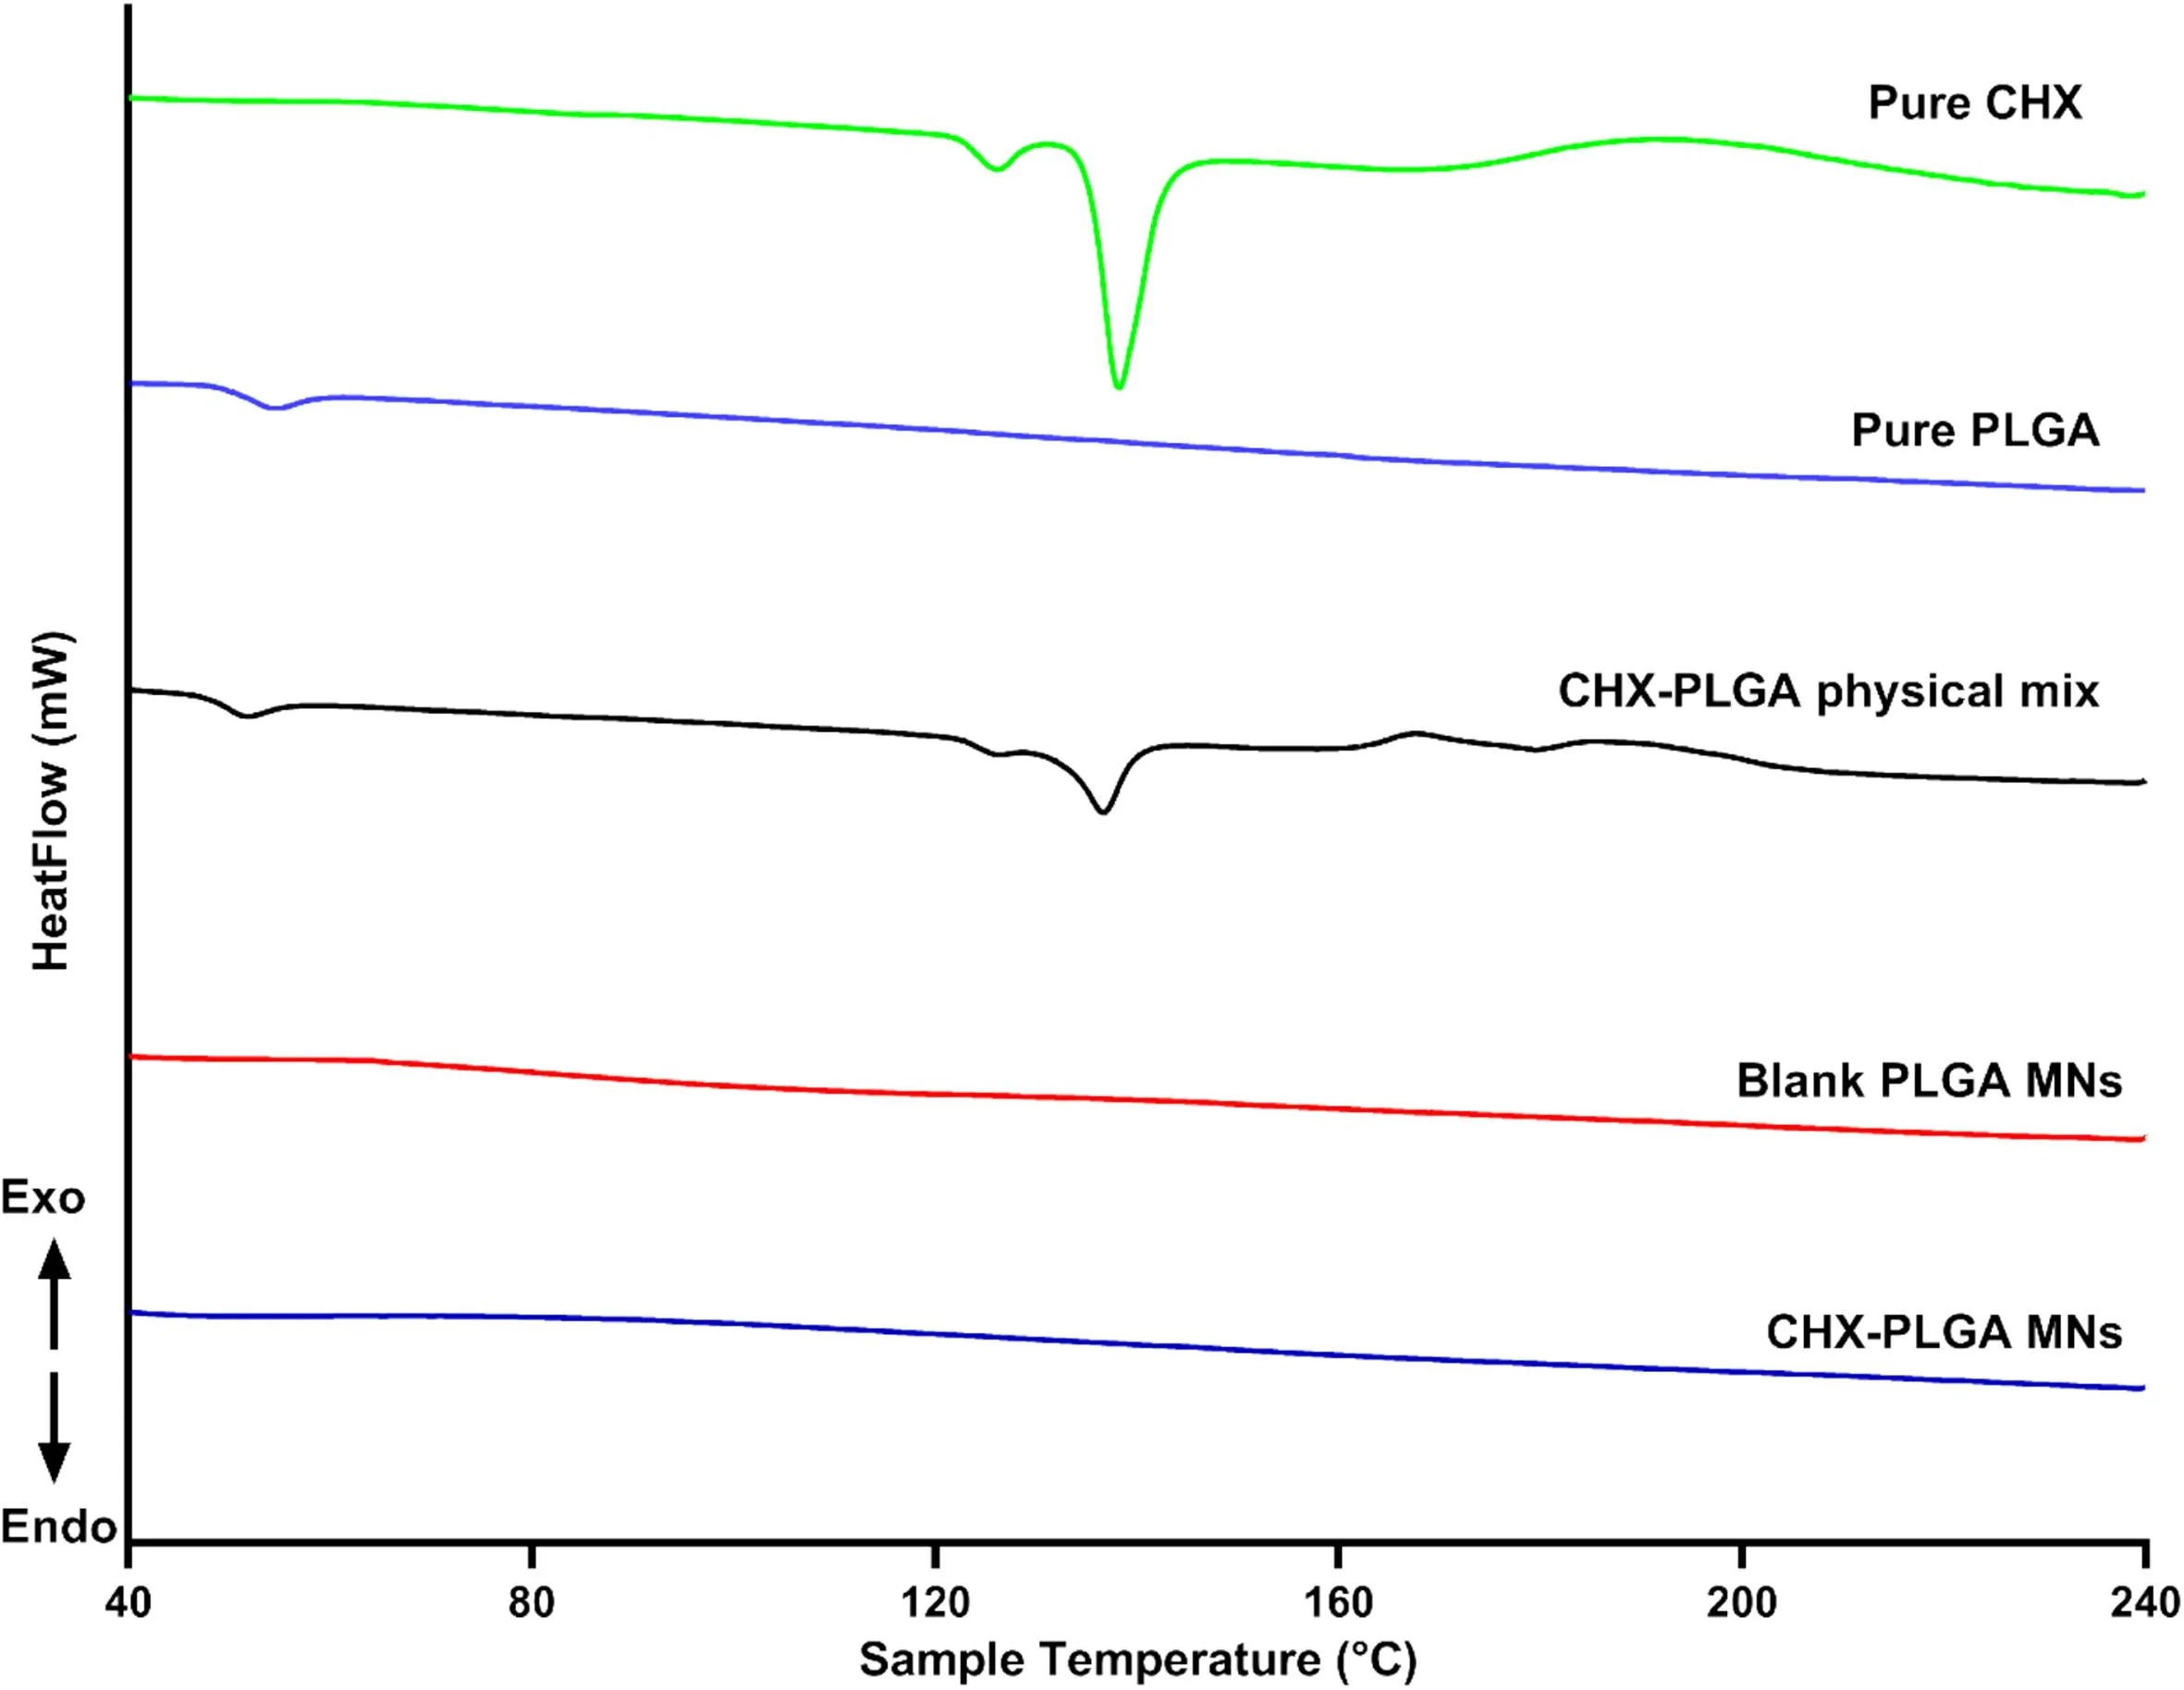 Pure CHX
Pure PLGA
CHX-PLGA physical mix
Blank PLGA MNs
CHX-PLGA MNs
HeatFlow (mW)
Exo
Endo
40 80 120 160 200 240
Sample Temperature (°C)